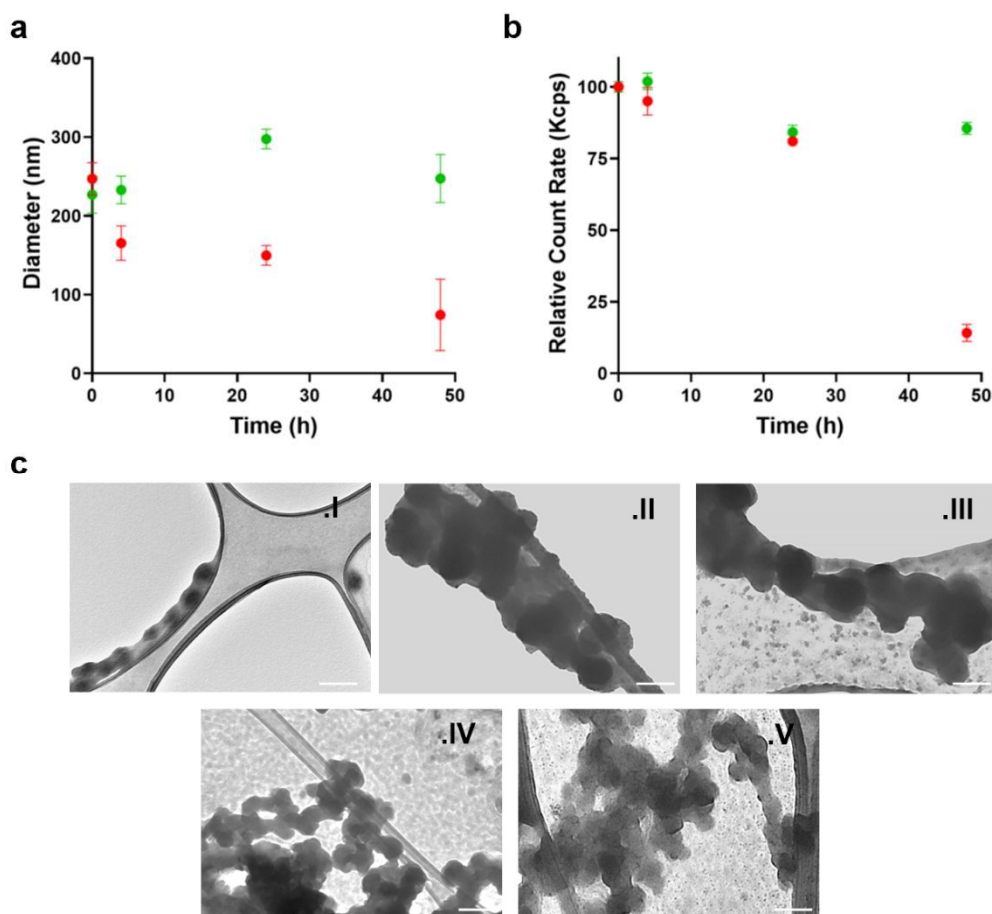 a
Diameter (nm)
400
300
200
100
0
0 10 20 30 40 50
Time (h)
b
Relative Count Rate (Kcps)
100
75
50
25
0
0 10 20 30 40 50
Time (h)
c
.I
.II
.III
.IV
.V